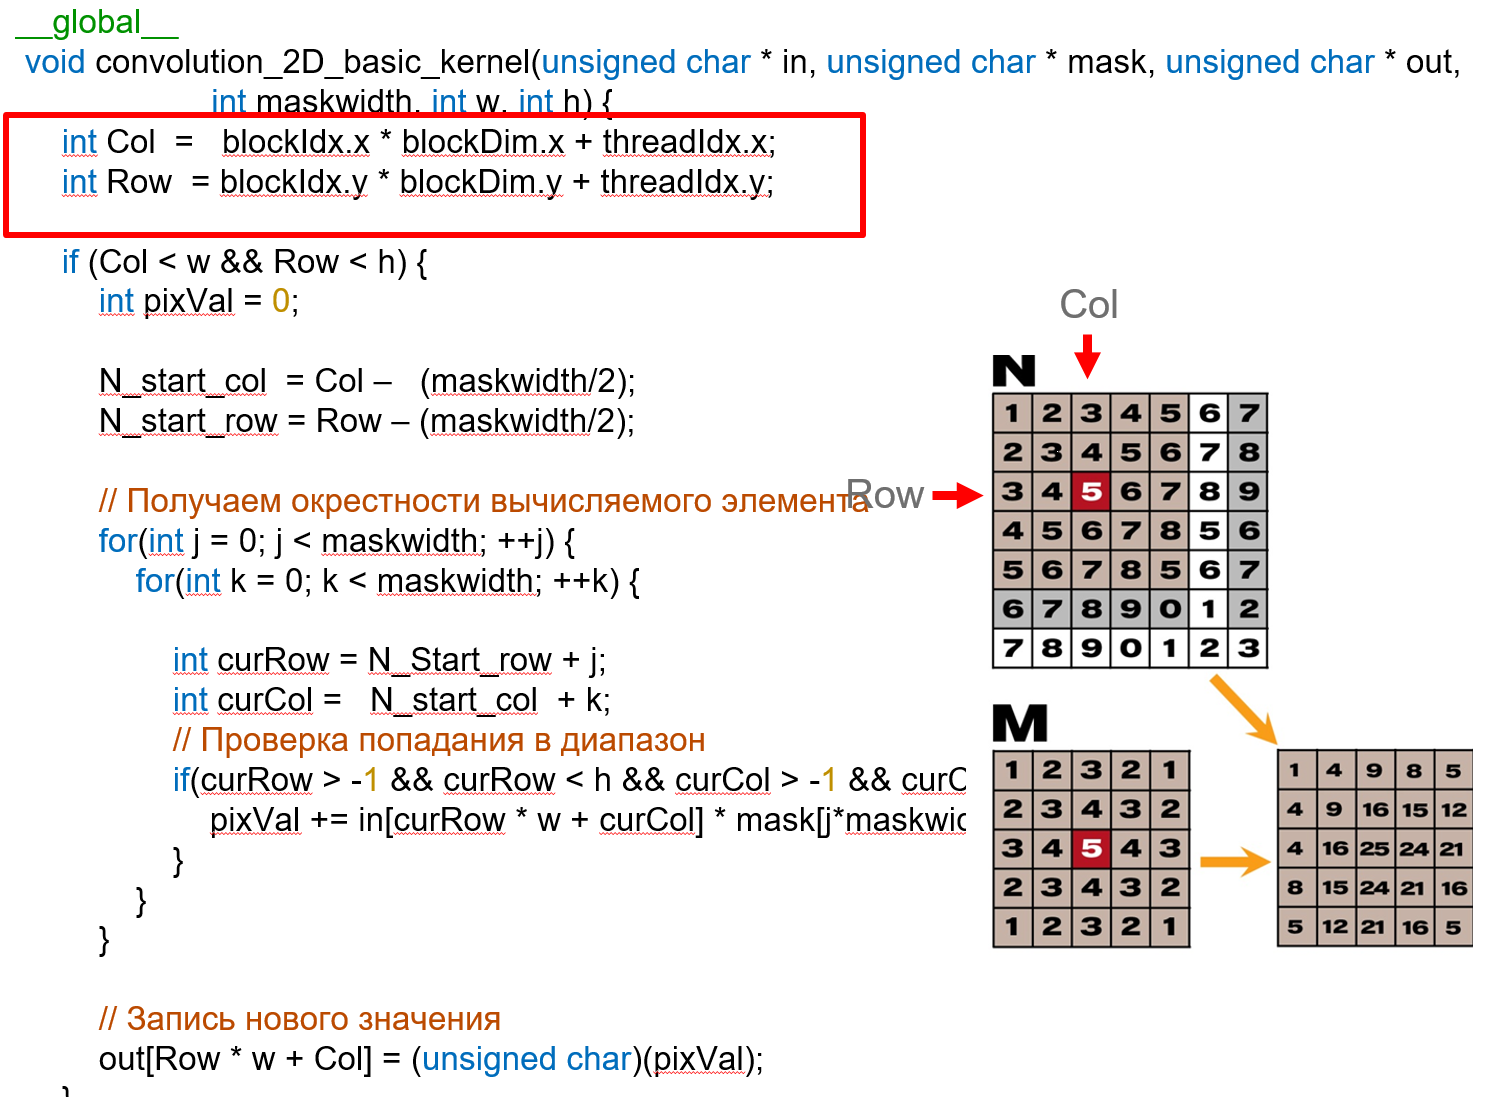 __global__
void convolution_2D_basic_kernel(unsigned char * in, unsigned char * mask, unsigned char * out,
int maskwidth, int w, int h) {
int Col = blockIdx.x * blockDim.x + threadIdx.x;
int Row = blockIdx.y * blockDim.y + threadIdx.y;
if (Col < w && Row < h) {
int pixVal = 0;
N_start_col = Col – (maskwidth/2);
N_start_row = Row – (maskwidth/2);
// Получаем окрестности вычисляемого элемента
for(int j = 0; j < maskwidth; ++j) {
for(int k = 0; k < maskwidth; ++k) {
int curRow = N_Start_row + j;
int curCol = N_start_col + k;
// Проверка попадания в диапазон
if(curRow > -1 && curRow < h && curCol > -1 &&
pixVal += in[curRow * w + curCol] *
}
}
}
// Запись нового значения
out[Row * w + Col] = (unsigned char)(pixVal);
Col
Row
N
1 2 3 4 5 6 7
2 3 4 5 6 7 8
3 4 5 6 7 8 9
4 5 6 7 8 5 6
5 6 7 8 5 6 7
6 7 8 9 0 1 2
7 8 9 0 1 2 3
M
1 2 3 2 1
2 3 4 3 2
3 4 5 4 3
2 3 4 3 2
1 2 3 2 1
1 4 9 8 5
4 9 16 15 12
4 16 25 24 21
8 15 24 21 16
5 12 21 16 5